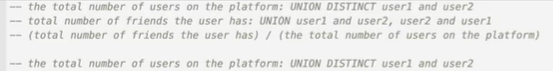 -- the total number of users on the platform: UNION DISTINCT user1 and user2
-- total number of friends the user has: UNION user1 and user2, user2 and user1
-- (total number of friends the user has) / (the total number of users on the platform)
-- the total number of users on the platform: UNION DISTINCT user1 and user2